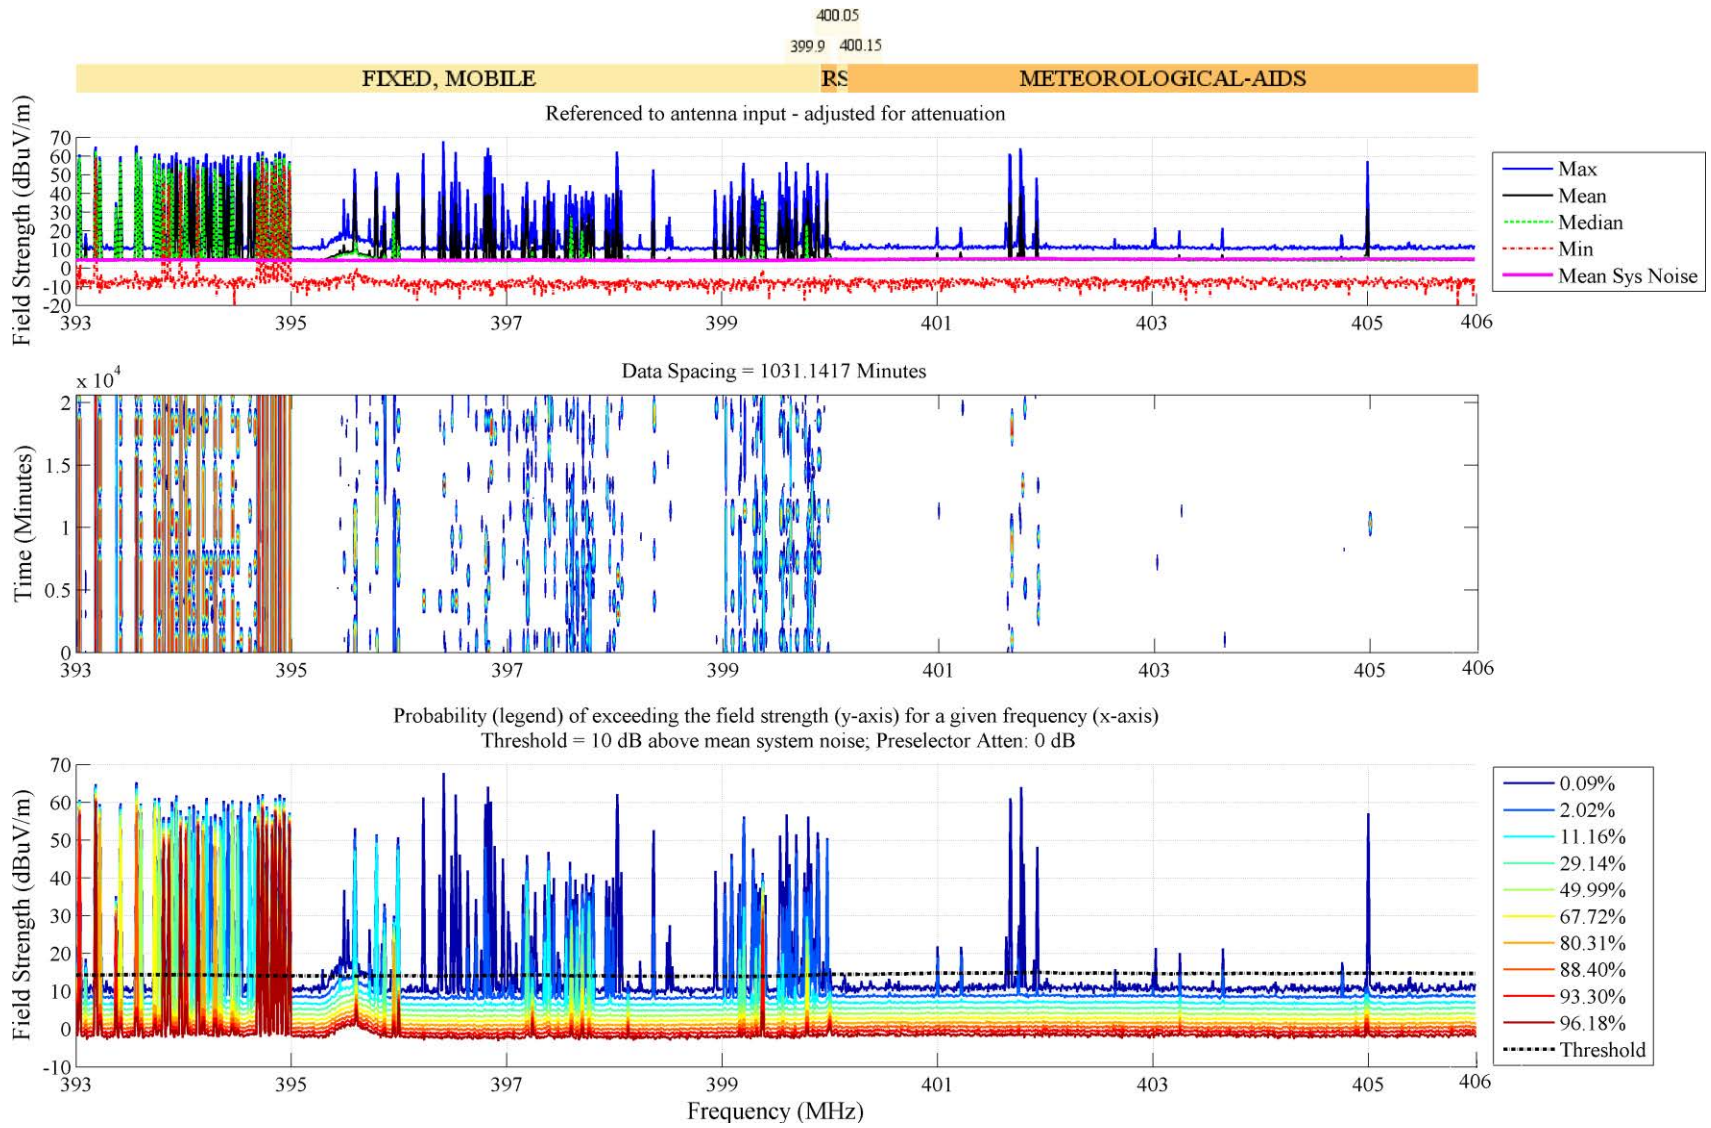 400.05
399.9 400.15
FIXED, MOBILE RS METEOROLOGICAL-AIDS
Referenced to antenna input - adjusted for attenuation
Field Strength (dBuV/m)
70
60
50
40
30
20
10
0
-10
-20
393 395 397 399 401 403 405 406
Max
Mean
Median
Min
Mean Sys Noise
Data Spacing = 1031.1417 Minutes
x 10^4
Time (Minutes)
2
1.5
1
0.5
0
393 395 397 399 401 403 405 406
Probability (legend) of exceeding the field strength (y-axis) for a given frequency (x-axis)
Threshold = 10 dB above mean system noise; Preselector Atten: 0 dB
Field Strength (dBuV/m)
70
60
50
40
30
20
10
0
-10
393 395 397 399 401 403 405 406
Frequency (MHz)
0.09%
2.02%
11.16%
29.14%
49.99%
67.72%
80.31%
88.40%
93.30%
96.18%
Threshold